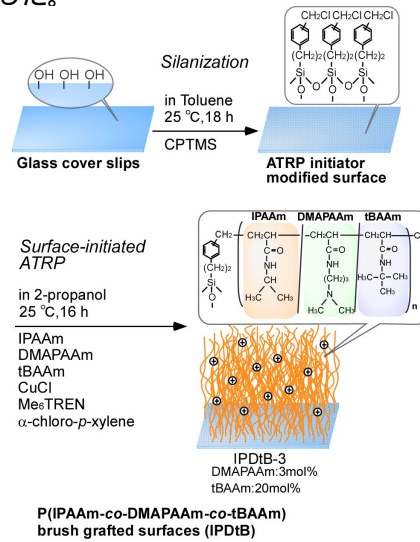 OH OH OH
Glass cover slips
Silanization
in Toluene
25 ℃,18 h
CPTMS
CH₂Cl CH₂Cl CH₂Cl
(CH₂)₂ (CH₂)₂ (CH₂)₂
Si O Si O Si
O O O
ATRP initiator
modified surface
Surface-initiated
ATRP
in 2-propanol
25 ℃,16 h
IPAAm
DMAPAAm
tBAAm
CuCl
Me₆TREN
α-chloro-p-xylene
IPAAm DMAPAAm tBAAm
CH₂ CH₂CH CH₂CH CH₂CH
C=O C=O C=O
(CH₂)₂ NH NH NH
Si CH (CH₂)₃ H₃C-C-CH₃
O H₃C CH₃ N CH₃
H₃C CH₃
n
IPDtB-3
DMAPAAm:3mol%
tBAAm:20mol%
P(IPAAm-co-DMAPAAm-co-tBAAm)
brush grafted surfaces (IPDtB)